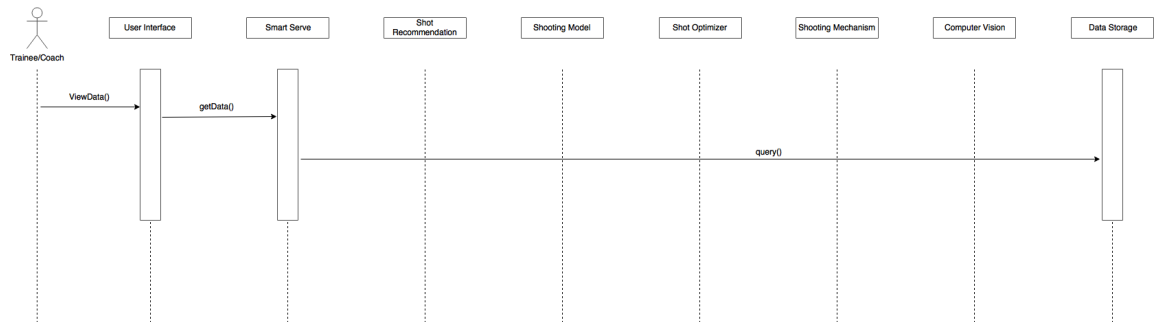 Trainee/Coach
User Interface
Smart Serve
Shot
Recommendation
Shooting Model
Shot Optimizer
Shooting Mechanism
Computer Vision
Data Storage
ViewData()
getData()
query()